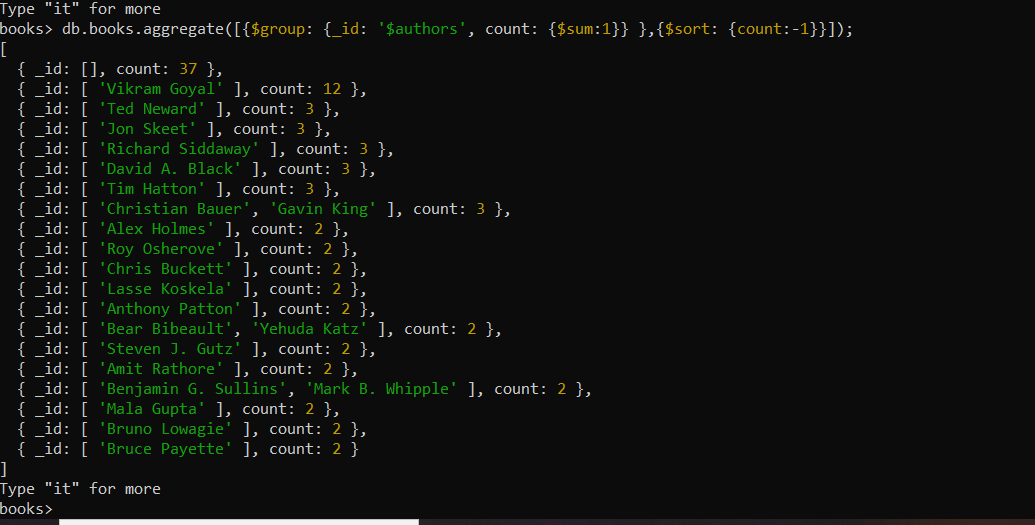 Type "it" for more
books> db.books.aggregate([{$group: {_id: '$authors', count: {$sum:1}} },{$sort: {count:-1}}]);
[
  { _id: [], count: 37 },
  { _id: [ 'Vikram Goyal' ], count: 12 },
  { _id: [ 'Ted Neward' ], count: 3 },
  { _id: [ 'Jon Skeet' ], count: 3 },
  { _id: [ 'Richard Siddaway' ], count: 3 },
  { _id: [ 'David A. Black' ], count: 3 },
  { _id: [ 'Tim Hatton' ], count: 3 },
  { _id: [ 'Christian Bauer', 'Gavin King' ], count: 3 },
  { _id: [ 'Alex Holmes' ], count: 2 },
  { _id: [ 'Roy Osherove' ], count: 2 },
  { _id: [ 'Chris Buckett' ], count: 2 },
  { _id: [ 'Lasse Koskela' ], count: 2 },
  { _id: [ 'Anthony Patton' ], count: 2 },
  { _id: [ 'Bear Bibeault', 'Yehuda Katz' ], count: 2 },
  { _id: [ 'Steven J. Gutz' ], count: 2 },
  { _id: [ 'Amit Rathore' ], count: 2 },
  { _id: [ 'Benjamin G. Sullins', 'Mark B. Whipple' ], count: 2 },
  { _id: [ 'Mala Gupta' ], count: 2 },
  { _id: [ 'Bruno Lowagie' ], count: 2 },
  { _id: [ 'Bruce Payette' ], count: 2 }
]
Type "it" for more
books>